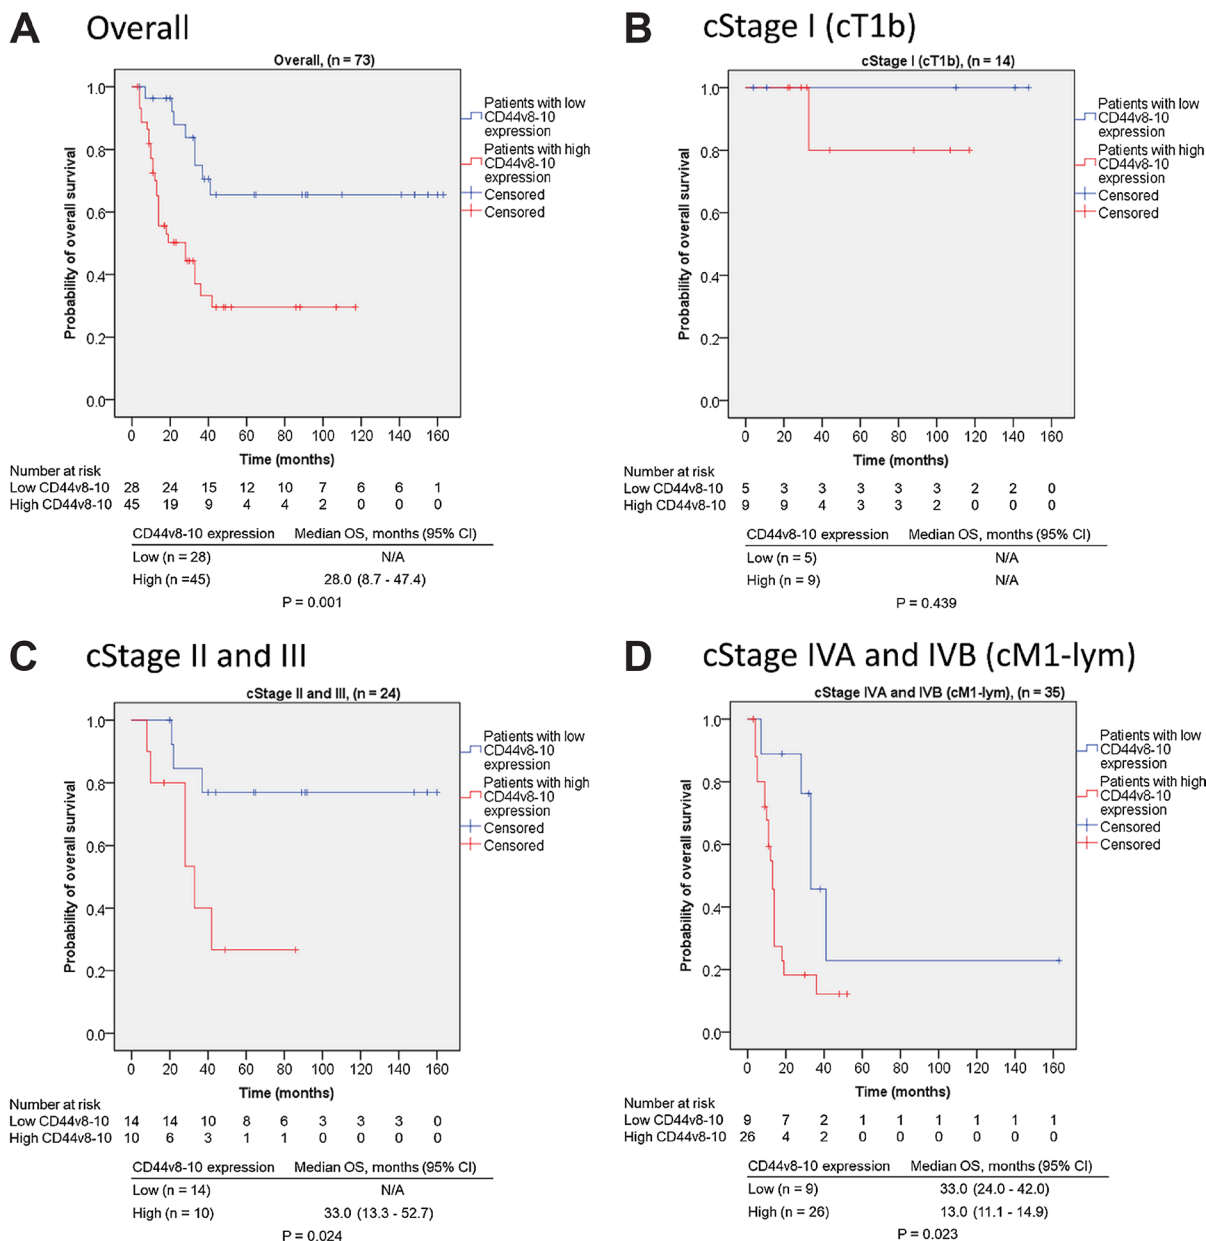 A Overall
Overall, (n = 73)
1.0
0.8
0.6
0.4
0.2
0.0
Probability of overall survival
0 20 40 60 80 100 120 140 160
Time (months)
Patients with low
CD44v8-10
expression
Patients with high
CD44v8-10
expression
Censored
Censored
Number at risk
Low CD44v8-10 28 24 15 12 10 7 6 6 1
High CD44v8-10 45 19 9 4 4 2 0 0 0
CD44v8-10 expression Median OS, months (95% CI)
Low (n = 28) N/A
High (n =45) 28.0 (8.7 - 47.4)
P = 0.001
B cStage I (cT1b)
cStage I (cT1b), (n = 14)
1.0
0.8
0.6
0.4
0.2
0.0
Probability of overall survival
0 20 40 60 80 100 120 140 160
Time (months)
Patients with low
CD44v8-10
expression
Patients with high
CD44v8-10
expression
Censored
Censored
Number at risk
Low CD44v8-10 5 3 3 3 3 3 2 2 0
High CD44v8-10 9 9 4 3 3 2 0 0 0
CD44v8-10 expression Median OS, months (95% CI)
Low (n = 5) N/A
High (n = 9) N/A
P = 0.439
C cStage II and III
cStage II and III, (n = 24)
1.0
0.8
0.6
0.4
0.2
0.0
Probability of overall survival
0 20 40 60 80 100 120 140 160
Time (months)
Patients with low
CD44v8-10
expression
Patients with high
CD44v8-10
expression
Censored
Censored
Number at risk
Low CD44v8-10 14 14 10 8 6 3 3 3 0
High CD44v8-10 10 6 3 1 1 0 0 0 0
CD44v8-10 expression Median OS, months (95% CI)
Low (n = 14) N/A
High (n = 10) 33.0 (13.3 - 52.7)
P = 0.024
D cStage IVA and IVB (cM1-lym)
cStage IVA and IVB (cM1-lym), (n = 35)
1.0
0.8
0.6
0.4
0.2
0.0
Probability of overall survival
0 20 40 60 80 100 120 140 160
Time (months)
Patients with low
CD44v8-10
expression
Patients with high
CD44v8-10
expression
Censored
Censored
Number at risk
Low CD44v8-10 9 7 2 1 1 1 1 1 1
High CD44v8-10 26 4 2 0 0 0 0 0 0
CD44v8-10 expression Median OS, months (95% CI)
Low (n = 9) 33.0 (24.0 - 42.0)
High (n = 26) 13.0 (11.1 - 14.9)
P = 0.023